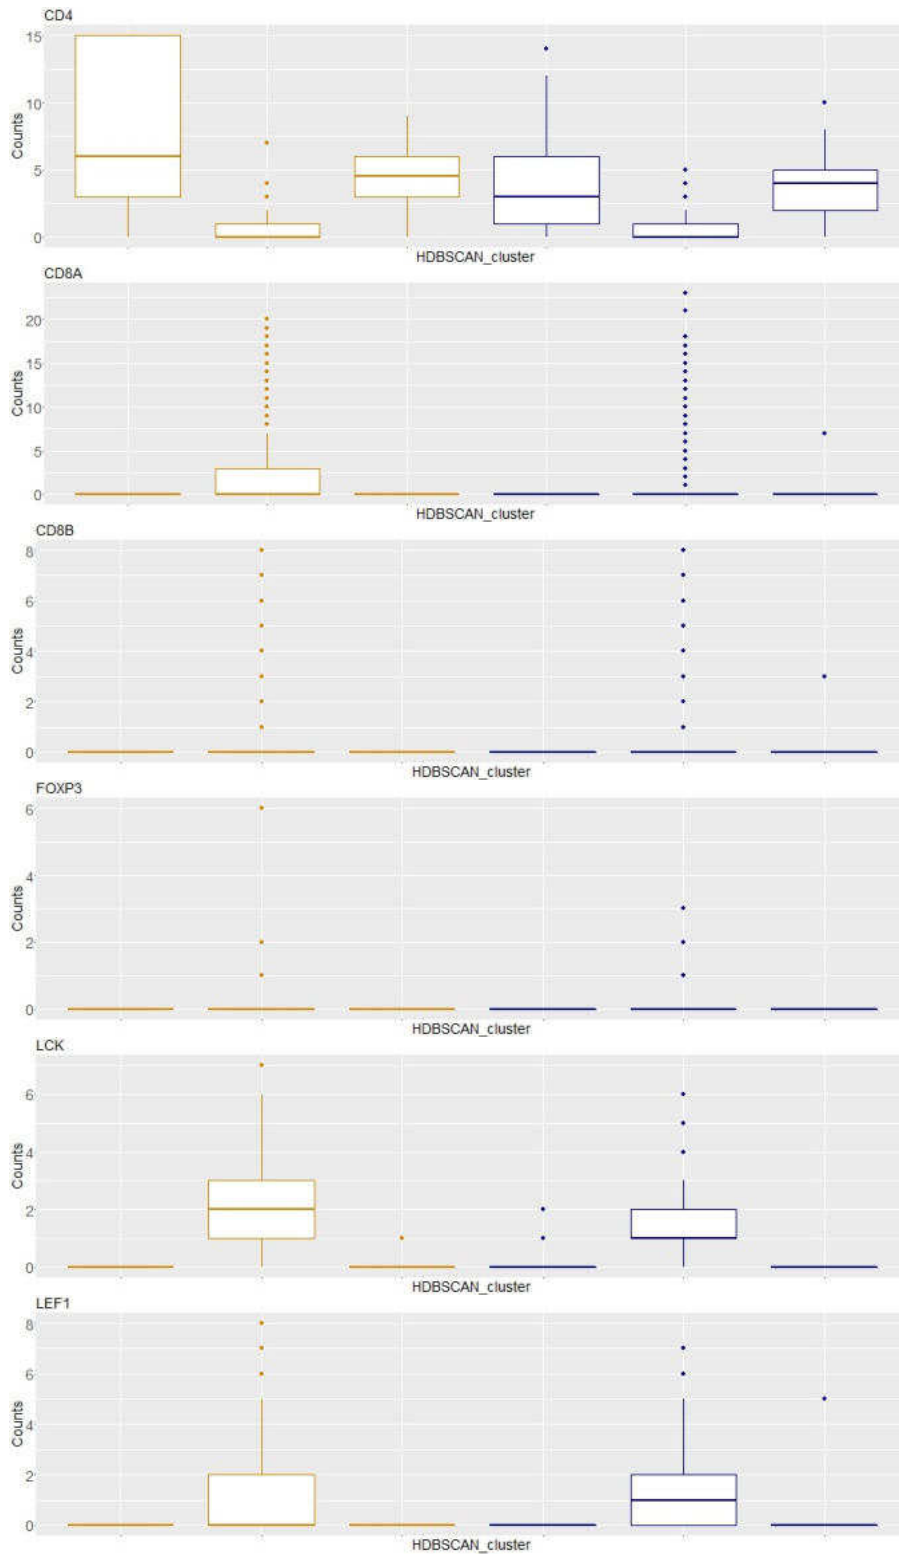 CD4
15
10
5
0
Counts
HDBSCAN_cluster
CD8A
20
15
10
5
0
Counts
HDBSCAN_cluster
CD8B
8
6
4
2
0
Counts
HDBSCAN_cluster
FOXP3
6
4
2
0
Counts
HDBSCAN_cluster
LCK
6
4
2
0
Counts
HDBSCAN_cluster
LEF1
8
6
4
2
0
Counts
HDBSCAN_cluster